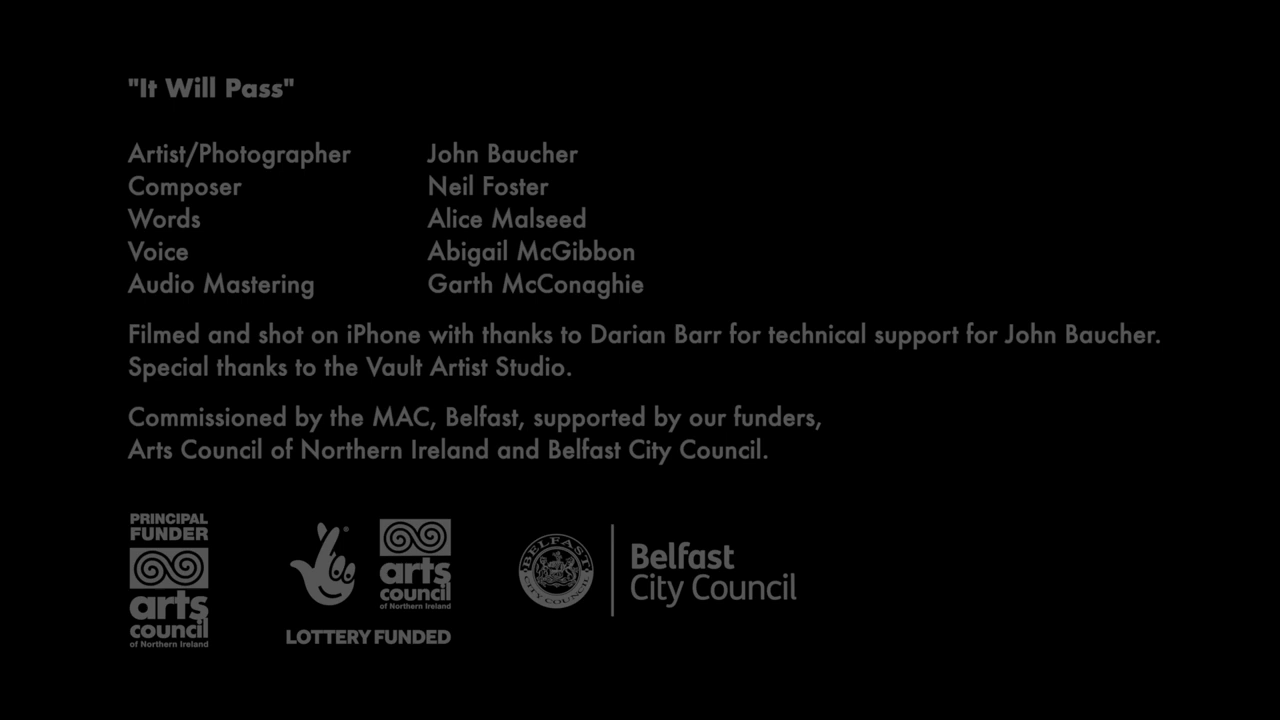 "It Will Pass"
Artist/Photographer John Baucher
Composer Neil Foster
Words Alice Malseed
Voice Abigail McGibbon
Audio Mastering Garth McConaghie
Filmed and shot on iPhone with thanks to Darian Barr for technical support for John Baucher.
Special thanks to the Vault Artist Studio.
Commissioned by the MAC, Belfast, supported by our funders,
Arts Council of Northern Ireland and Belfast City Council.
PRINCIPAL
FUNDER
arts
council
of Northern Ireland
arts
council
of Northern Ireland
LOTTERY FUNDED
BELFAST
CITY COUNCIL
Belfast
City Council